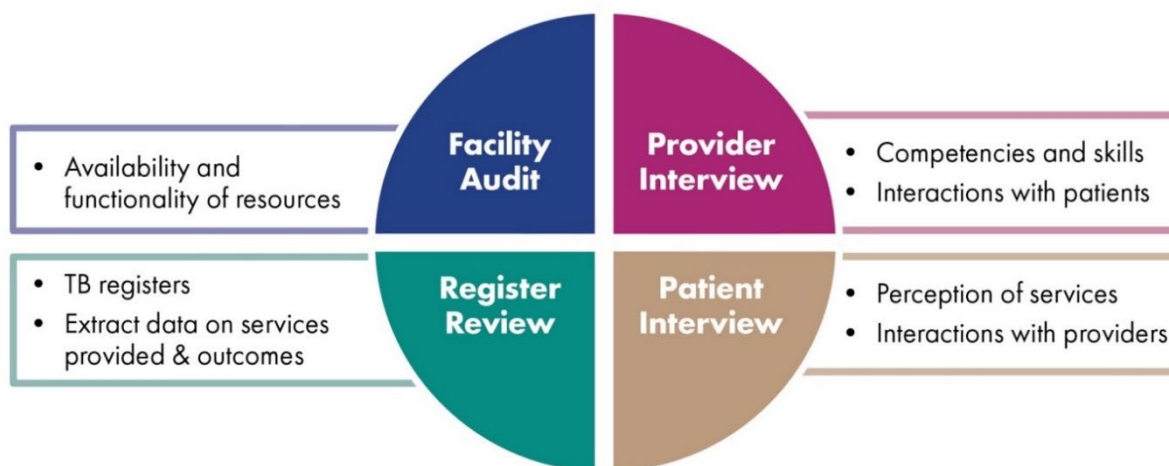 Facility
Audit
• Availability and
functionality of resources
Provider
Interview
• Competencies and skills
• Interactions with patients
Register
Review
• TB registers
• Extract data on services
provided & outcomes
Patient
Interview
• Perception of services
• Interactions with providers